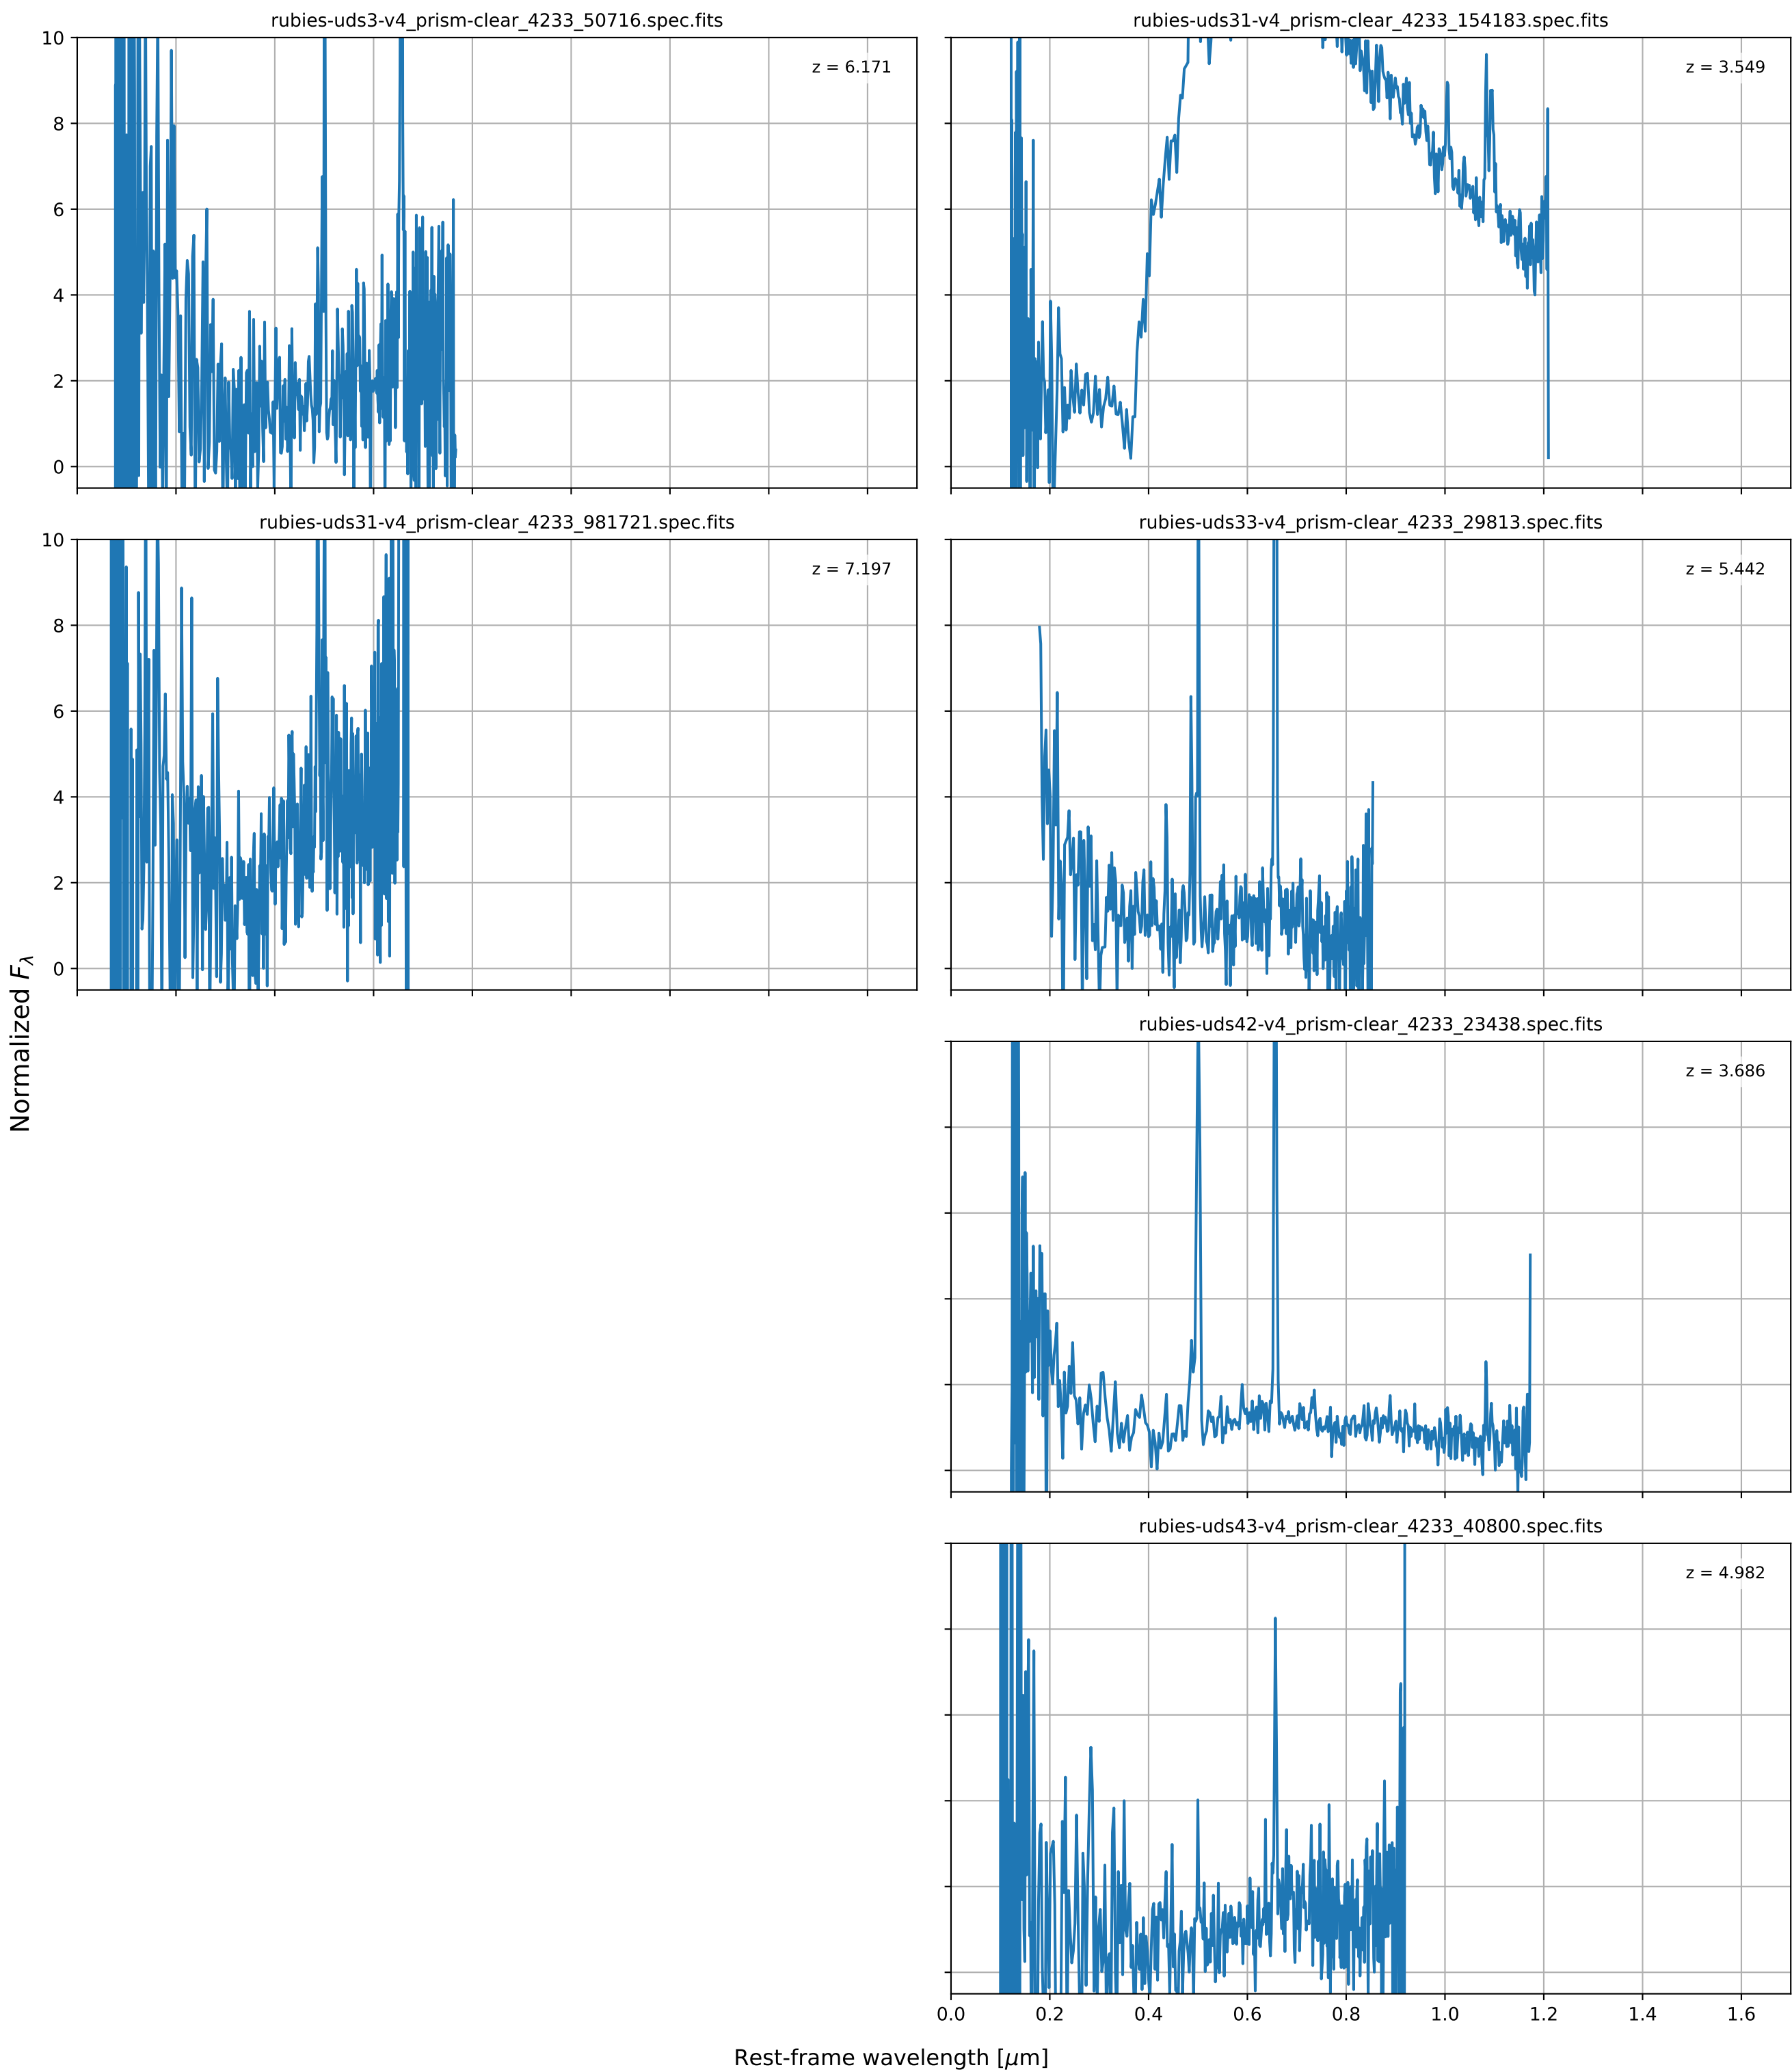 rubies-uds3-v4_prism-clear_4233_50716.spec.fits
z = 6.171
10
8
6
4
2
0
rubies-uds31-v4_prism-clear_4233_154183.spec.fits
z = 3.549
rubies-uds31-v4_prism-clear_4233_981721.spec.fits
z = 7.197
10
8
6
4
2
0
rubies-uds33-v4_prism-clear_4233_29813.spec.fits
z = 5.442
rubies-uds42-v4_prism-clear_4233_23438.spec.fits
z = 3.686
rubies-uds43-v4_prism-clear_4233_40800.spec.fits
z = 4.982
0.0 0.2 0.4 0.6 0.8 1.0 1.2 1.4 1.6
Normalized Fλ
Rest-frame wavelength [μm]